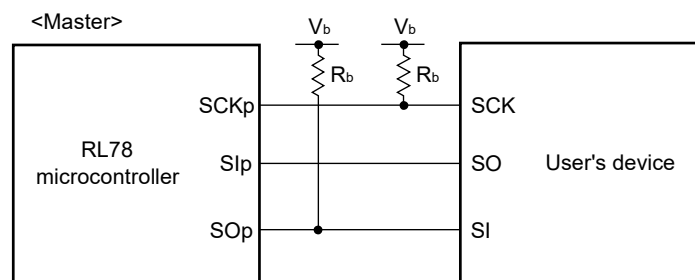 <Master>
Vb Vb
Rb Rb
SCKp SCK
RL78
microcontroller
SIp SO
User's device
SOp SI